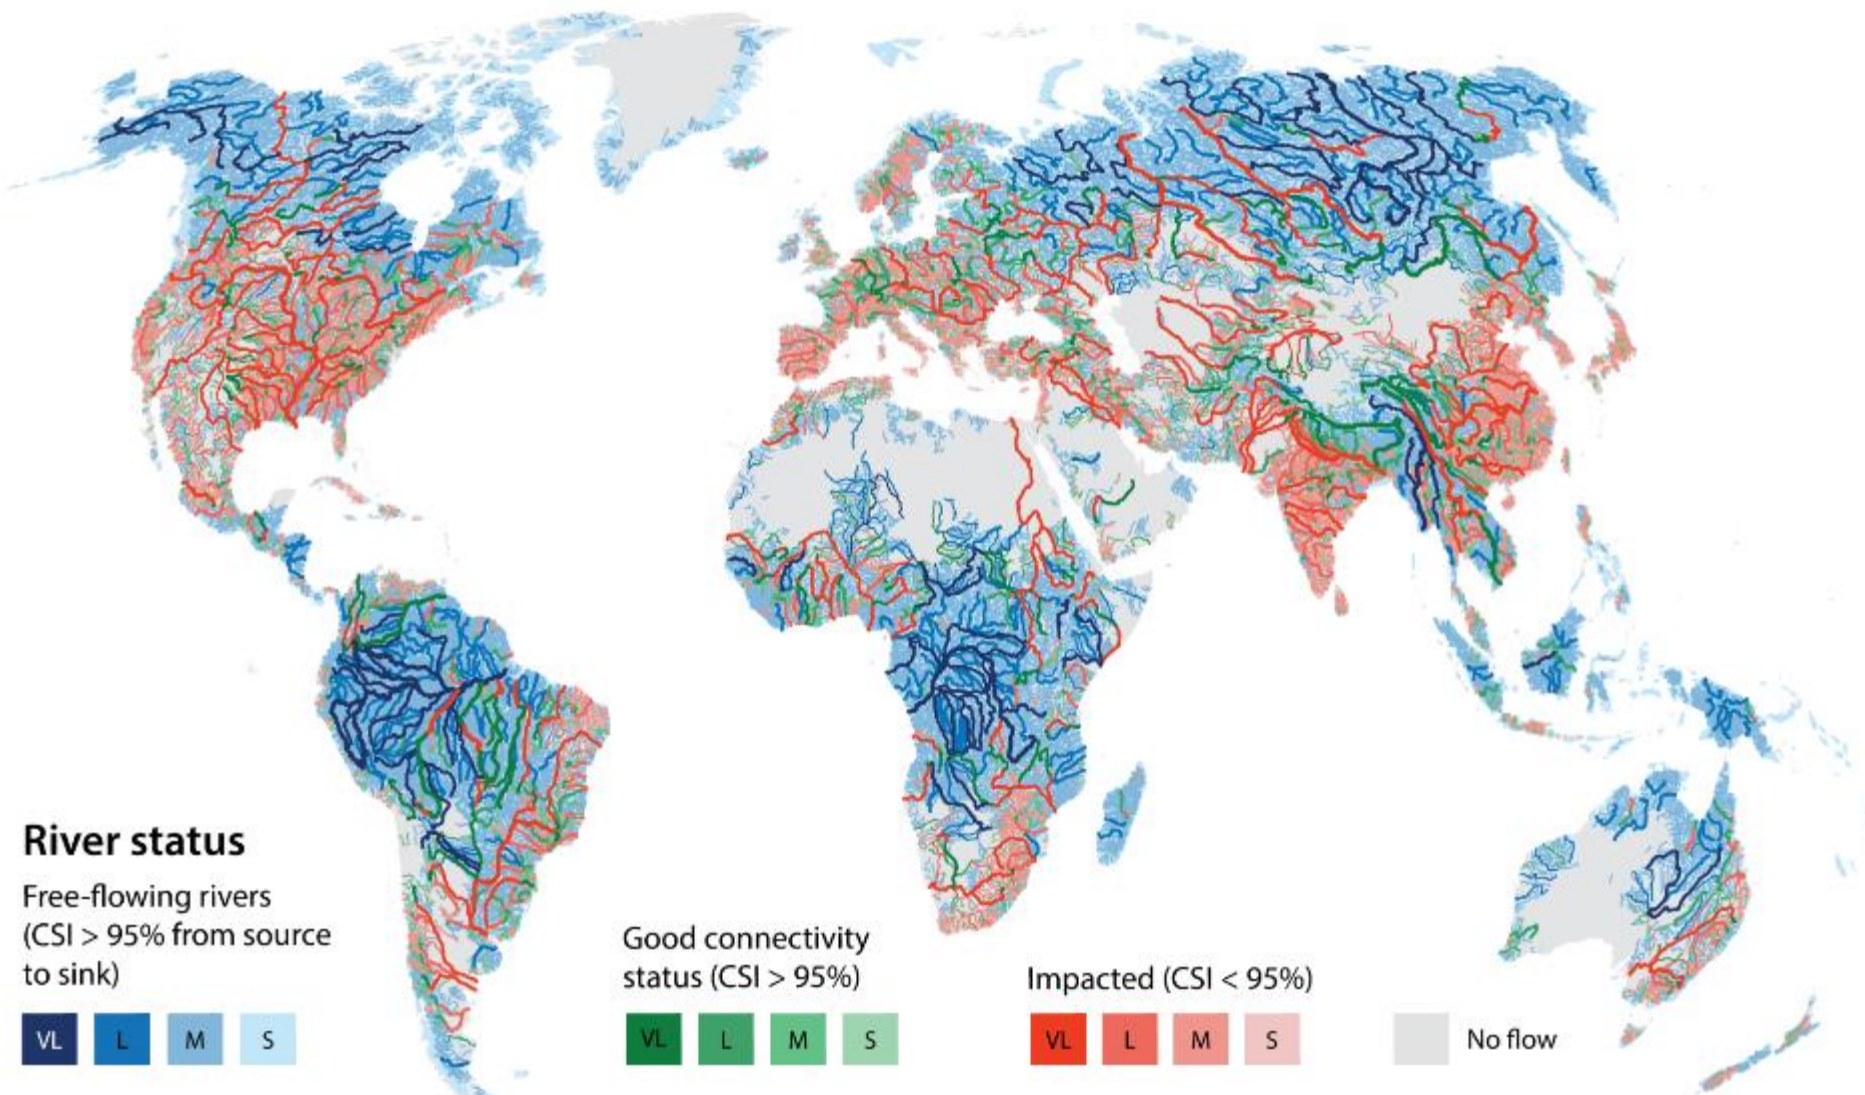 River status
Free-flowing rivers
(CSI > 95% from source
to sink)
VL L M S
Good connectivity
status (CSI > 95%)
VL L M S
Impacted (CSI < 95%)
VL L M S
No flow